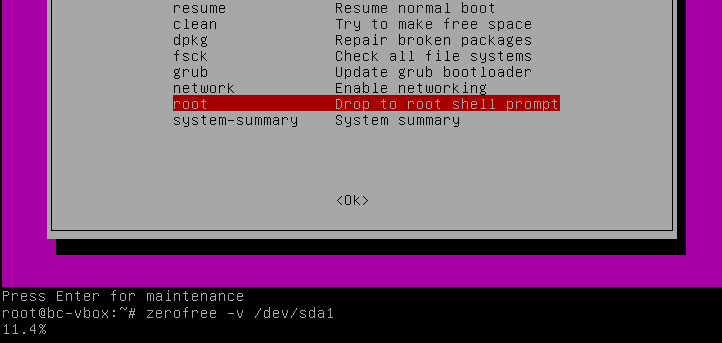 resume Resume normal boot
clean Try to make free space
dpkg Repair broken packages
fsck Check all file systems
grub Update grub bootloader
network Enable networking
root Drop to root shell prompt
system-summary System summary
<Ok>
Press Enter for maintenance
root@bc-vbox:~# zerofree -v /dev/sda1
11.4%